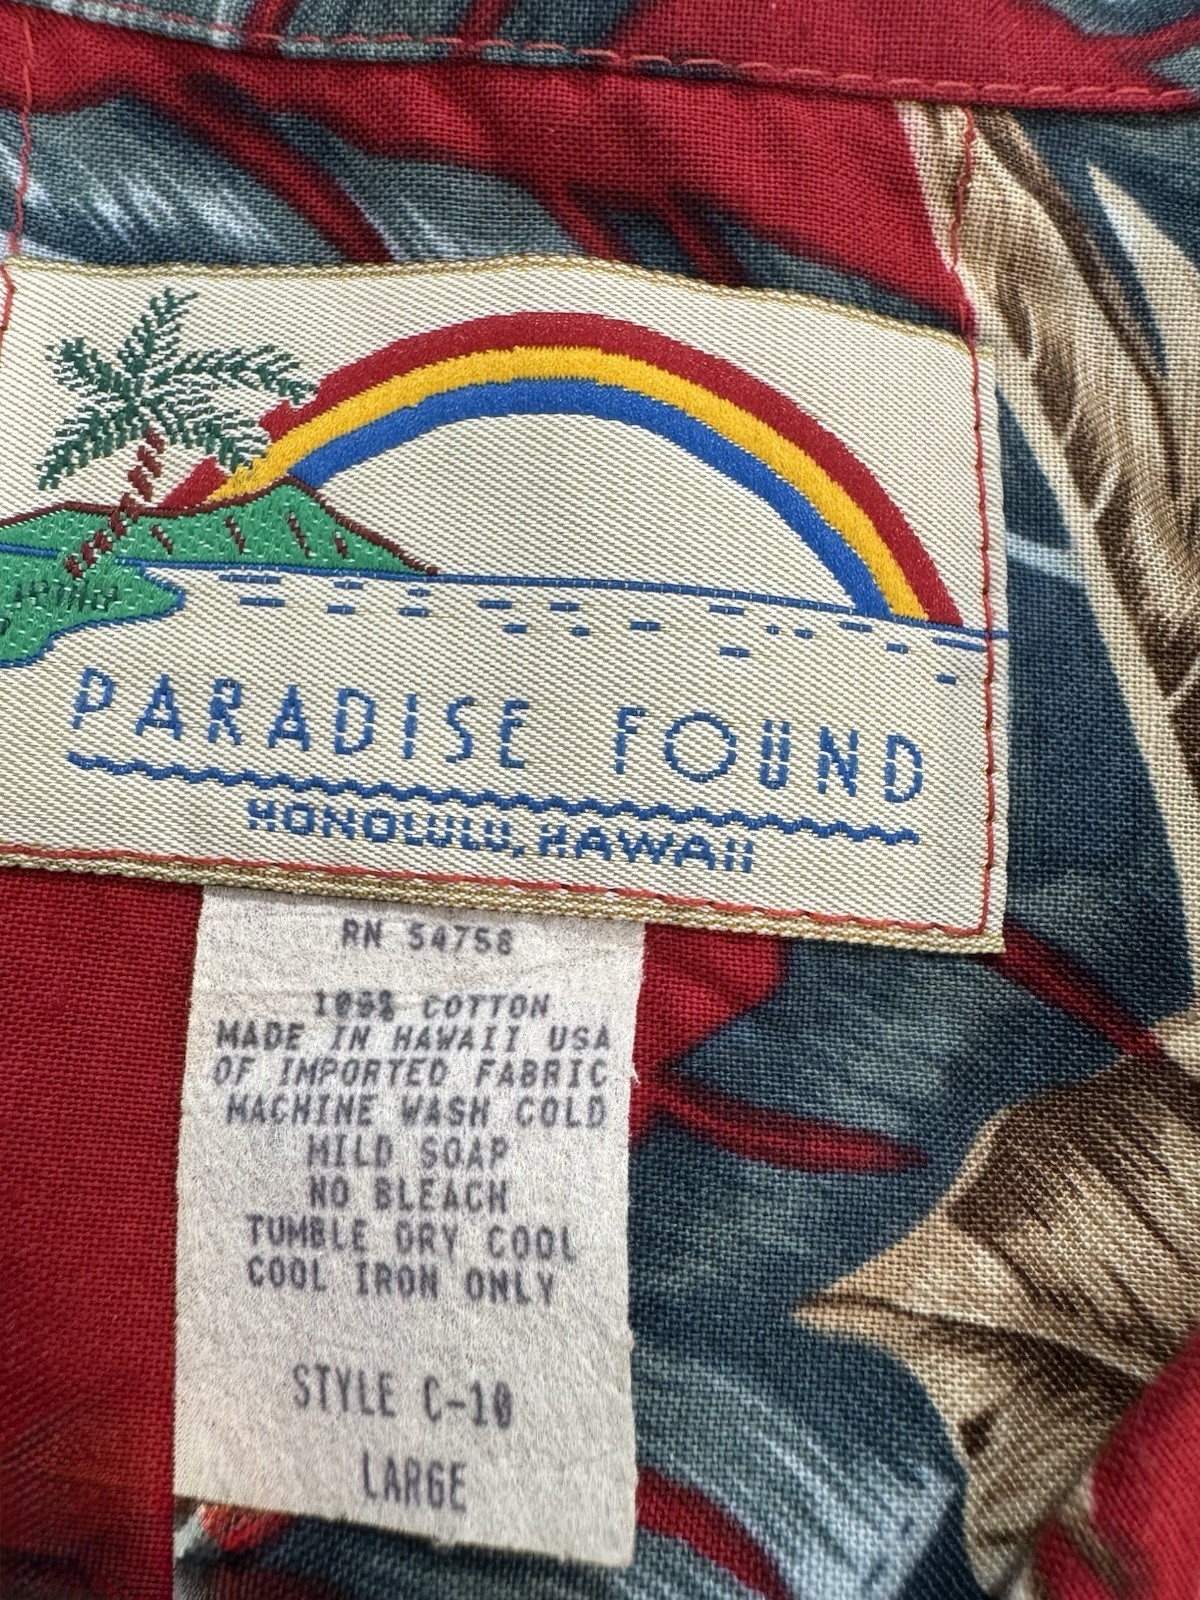 PARADISE FOUND
HONOLULU, HAWAII
RN 54758
100% COTTON
MADE IN HAWAII USA
OF IMPORTED FABRIC
MACHINE WASH COLD
MILD SOAP
NO BLEACH
TUMBLE DRY COOL
COOL IRON ONLY
STYLE C-10
LARGE